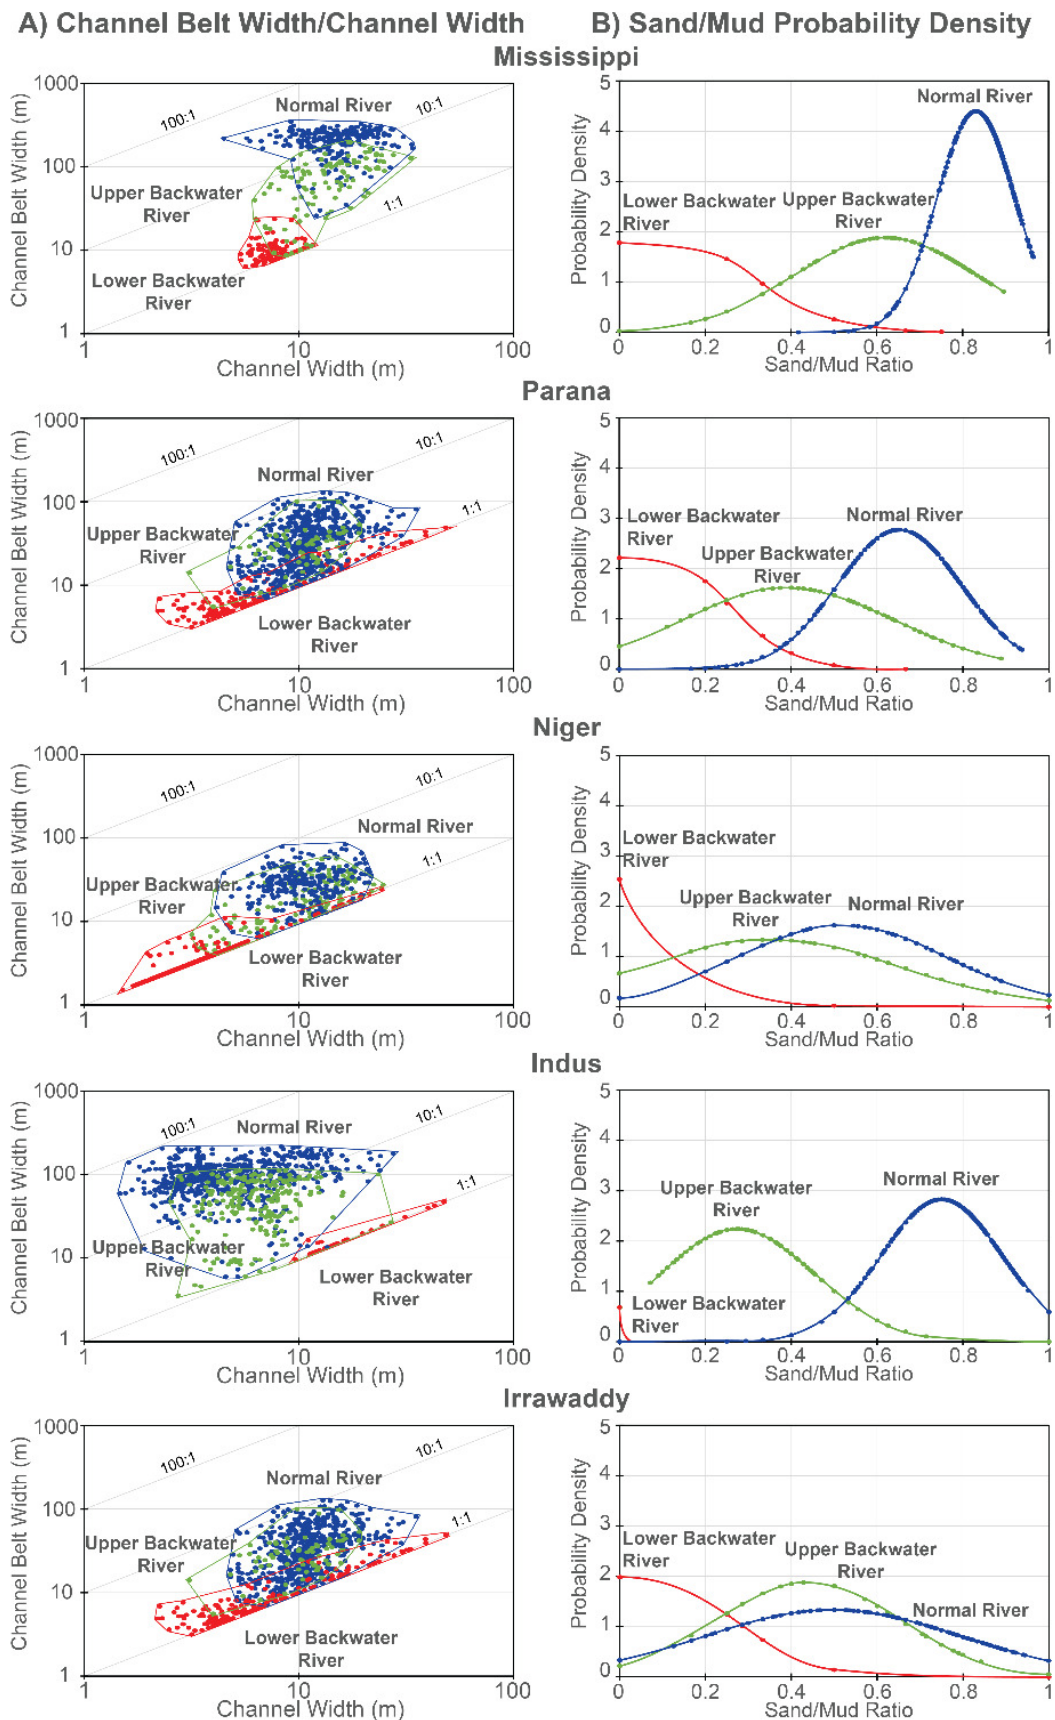 A) Channel Belt Width/Channel Width
B) Sand/Mud Probability Density
Mississippi
1000
100
10
1
Channel Belt Width (m)
100:1
10:1
1:1
Normal River
Upper Backwater
River
Lower Backwater
River
1
10
100
Channel Width (m)
5
4
3
2
1
0
Probability Density
Normal River
Lower Backwater
River
Upper Backwater
River
0
0.2
0.4
0.6
0.8
1
Sand/Mud Ratio
Parana
1000
100
10
1
Channel Belt Width (m)
100:1
10:1
1:1
Normal River
Upper Backwater
River
Lower Backwater
River
1
10
100
Channel Width (m)
5
4
3
2
1
0
Probability Density
Lower Backwater
River
Normal River
Upper Backwater
River
0
0.2
0.4
0.6
0.8
1
Sand/Mud Ratio
Niger
1000
100
10
1
Channel Belt Width (m)
100:1
10:1
1:1
Normal River
Upper Backwater
River
Lower Backwater
River
1
10
100
Channel Width (m)
5
4
3
2
1
0
Probability Density
Lower Backwater
River
Upper Backwater
River
Normal River
0
0.2
0.4
0.6
0.8
1
Sand/Mud Ratio
Indus
1000
100
10
1
Channel Belt Width (m)
100:1
10:1
1:1
Normal River
Upper Backwater
River
Lower Backwater
River
1
10
100
Channel Width (m)
5
4
3
2
1
0
Probability Density
Upper Backwater
River
Normal River
Lower Backwater
River
0
0.2
0.4
0.6
0.8
1
Sand/Mud Ratio
Irrawaddy
1000
100
10
1
Channel Belt Width (m)
100:1
10:1
1:1
Normal River
Upper Backwater
River
Lower Backwater
River
1
10
100
Channel Width (m)
5
4
3
2
1
0
Probability Density
Lower Backwater
River
Upper Backwater
River
Normal River
0
0.2
0.4
0.6
0.8
1
Sand/Mud Ratio